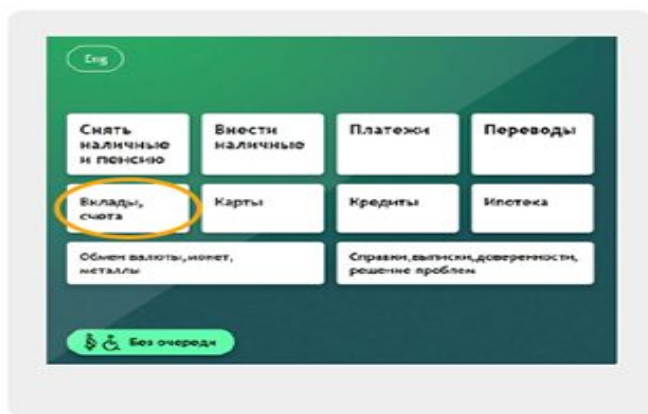 Eng
Снять Внести Платежи Переводы
наличные наличные
и пенсию
Вклады, Карты Кредиты Ипотека
счета
Обмен валюты, монет, Справки, выписки, доверенности,
металлы решение проблем
Без очереди